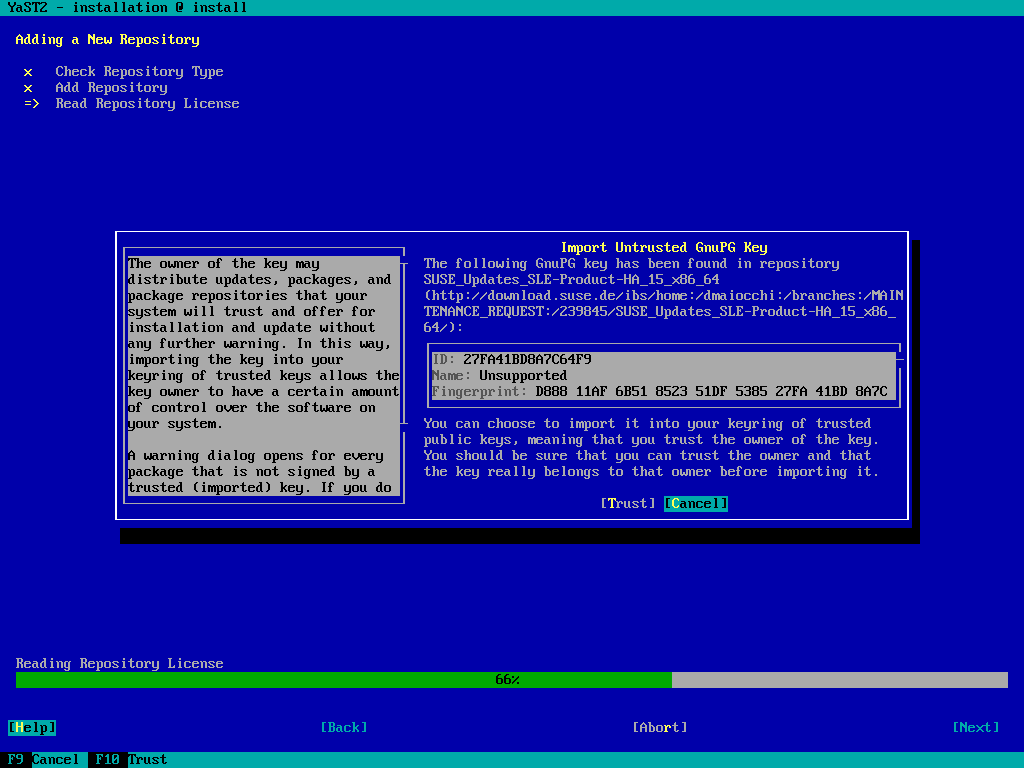 YaST2 - installation @ install
Adding a New Repository
x Check Repository Type
x Add Repository
=> Read Repository License
The owner of the key may
distribute updates, packages, and
package repositories that your
system will trust and offer for
installation and update without
any further warning. In this way,
importing the key into your
keyring of trusted keys allows the
key owner to have a certain amount
of control over the software on
your system.
A warning dialog opens for every
package that is not signed by a
trusted (imported) key. If you do
Import Untrusted GnuPG Key
The following GnuPG key has been found in repository
SUSE_Updates_SLE-Product-HA_15_x86_64
(http://download.suse.de/ibs/home:/dmaiocchi:/branches:/MAIN
TENANCE_REQUEST:/239845/SUSE_Updates_SLE-Product-HA_15_x86_
64/):
ID: 27FA41BD8A7C64F9
Name: Unsupported
Fingerprint: D888 11AF 6B51 8523 51DF 5385 27FA 41BD 8A7C
You can choose to import it into your keyring of trusted
public keys, meaning that you trust the owner of the key.
You should be sure that you can trust the owner and that
the key really belongs to that owner before importing it.
[Trust] [Cancel]
Reading Repository License
66%
[Help] [Back] [Abort] [Next]
F9 Cancel F10 Trust